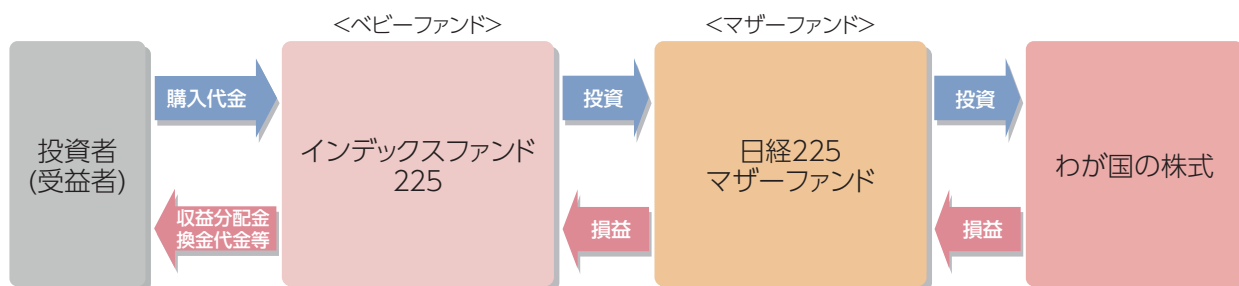 <ベビーファンド>
<マザーファンド>
投資者
(受益者)
購入代金
収益分配金
換金代金等
インデックスファンド
225
投資
損益
日経225
マザーファンド
投資
損益
わが国の株式